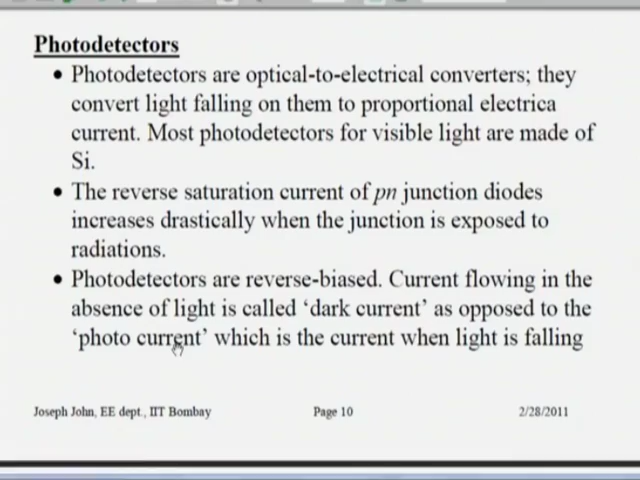 Photodetectors
• Photodetectors are optical-to-electrical converters; they
convert light falling on them to proportional electrica
current. Most photodetectors for visible light are made of
Si.
• The reverse saturation current of pn junction diodes
increases drastically when the junction is exposed to
radiations.
• Photodetectors are reverse-biased. Current flowing in the
absence of light is called ‘dark current’ as opposed to the
‘photo current’ which is the current when light is falling
Joseph John, EE dept., IIT Bombay Page 10 2/28/2011